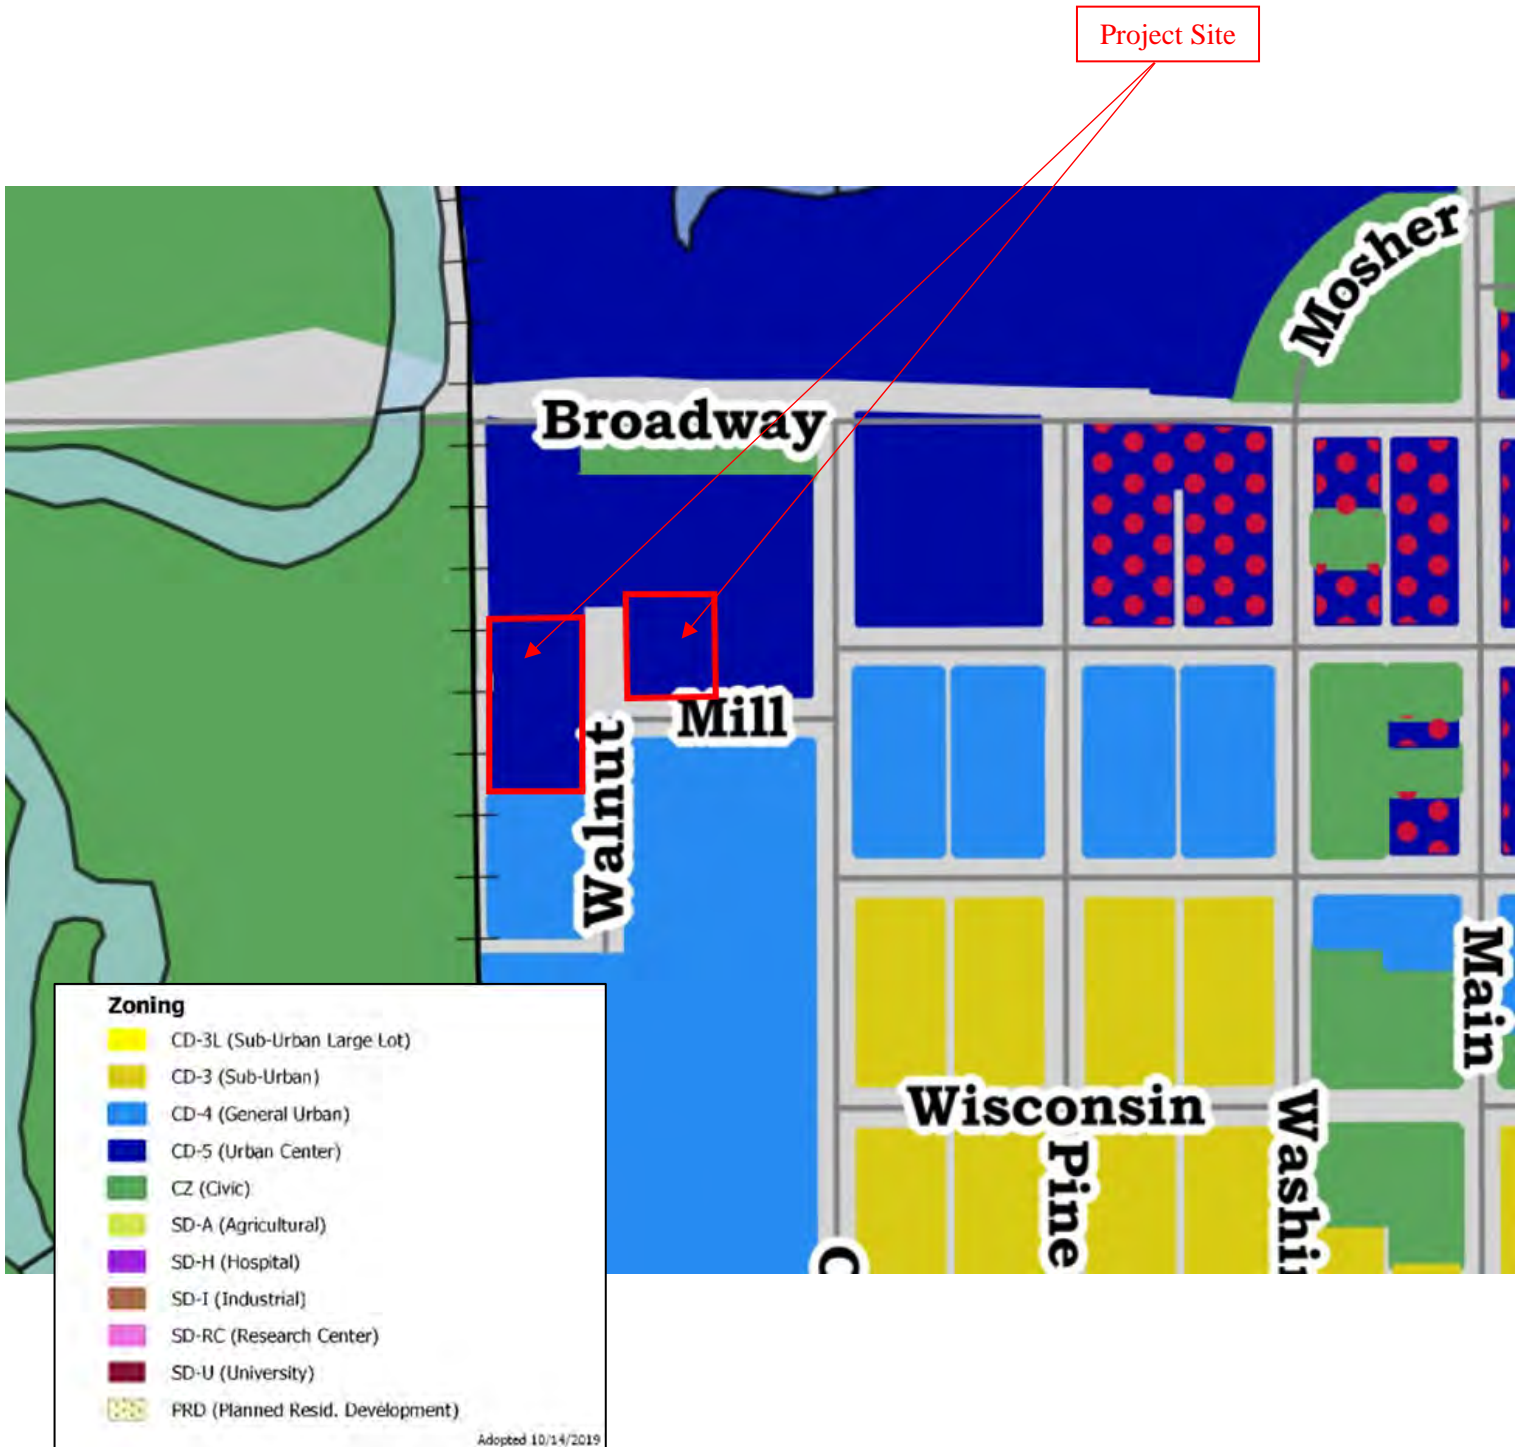 Project Site
Mosher
Broadway
Mill
Walnut
Main
Wisconsin
Pine
Washi
C
Zoning
CD-3L (Sub-Urban Large Lot)
CD-3 (Sub-Urban)
CD-4 (General Urban)
CD-5 (Urban Center)
CZ (Civic)
SD-A (Agricultural)
SD-H (Hospital)
SD-I (Industrial)
SD-RC (Research Center)
SD-U (University)
PRD (Planned Resid. Development)
Adopted 10/14/2019